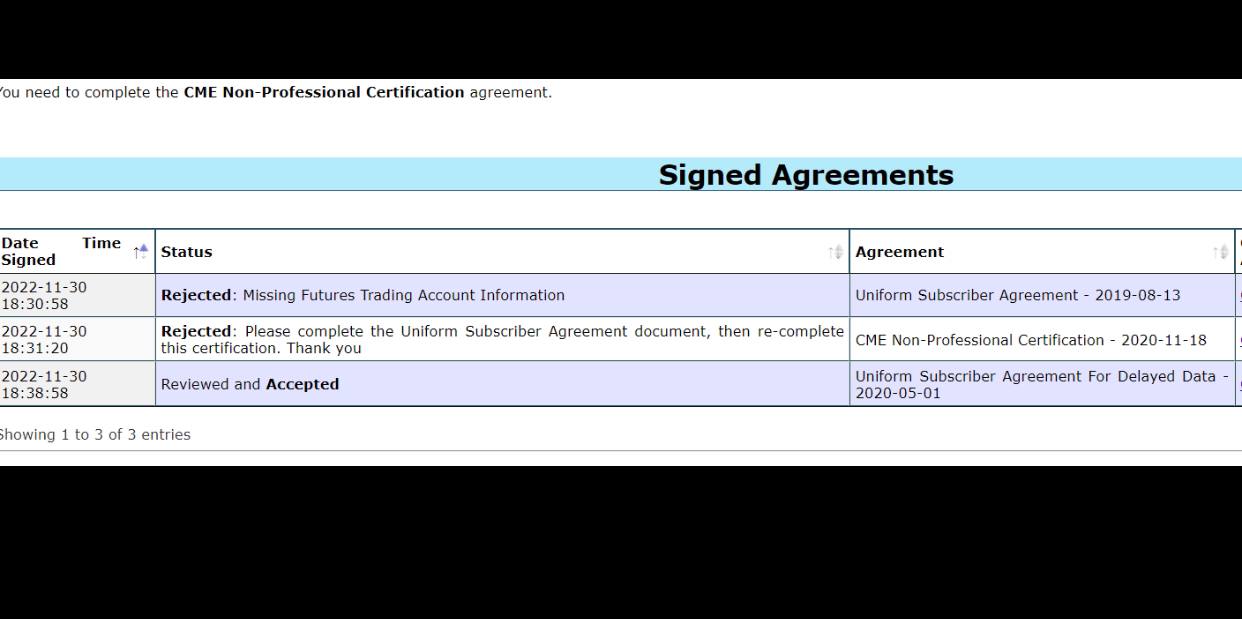 You need to complete the CME Non-Professional Certification agreement.
Signed Agreements
Date Time
Signed
Status
Agreement
2022-11-30
18:30:58
Rejected: Missing Futures Trading Account Information
Uniform Subscriber Agreement - 2019-08-13
2022-11-30
18:31:20
Rejected: Please complete the Uniform Subscriber Agreement document, then re-complete
this certification. Thank you
CME Non-Professional Certification - 2020-11-18
2022-11-30
18:38:58
Reviewed and Accepted
Uniform Subscriber Agreement For Delayed Data -
2020-05-01
Showing 1 to 3 of 3 entries